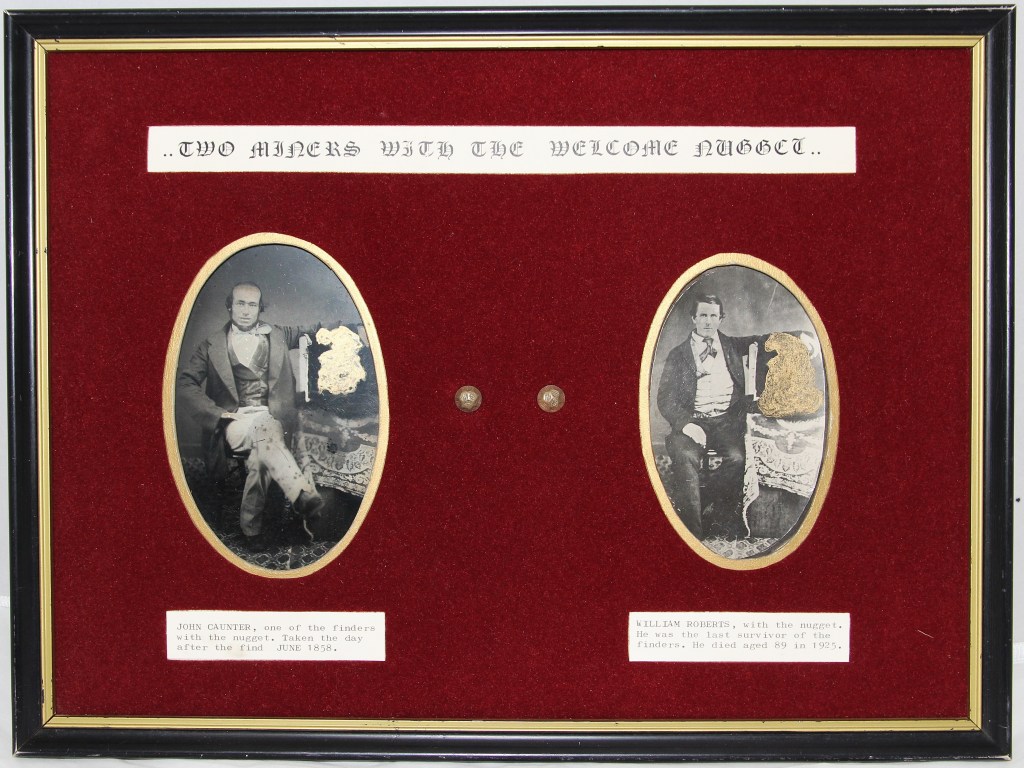 ..TWO MINERS WITH THE WELCOME NUGGET..
JOHN CAUNTER, one of the finders
with the nugget. Taken the day
after the find JUNE 1858.
WILLIAM ROBERTS, with the nugget.
He was the last survivor of the
finders. He died aged 89 in 1925.